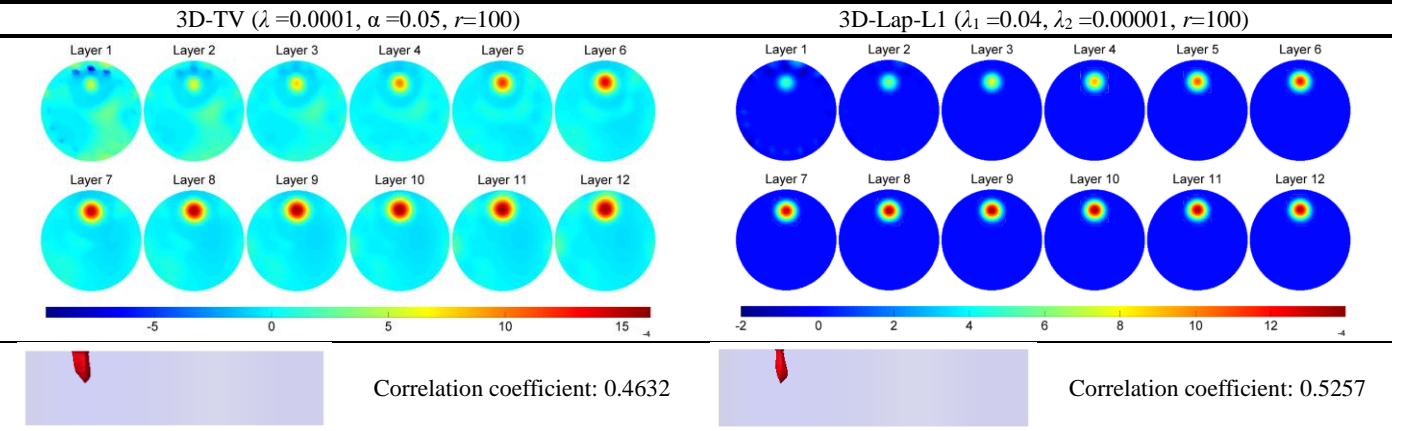 3D-TV (λ =0.0001, α =0.05, r=100)
Layer 1 Layer 2 Layer 3 Layer 4 Layer 5 Layer 6
Layer 7 Layer 8 Layer 9 Layer 10 Layer 11 Layer 12
-5 0 5 10 15 -4
Correlation coefficient: 0.4632
3D-Lap-L1 (λ1 =0.04, λ2 =0.00001, r=100)
Layer 1 Layer 2 Layer 3 Layer 4 Layer 5 Layer 6
Layer 7 Layer 8 Layer 9 Layer 10 Layer 11 Layer 12
-2 0 2 4 6 8 10 12 -4
Correlation coefficient: 0.5257